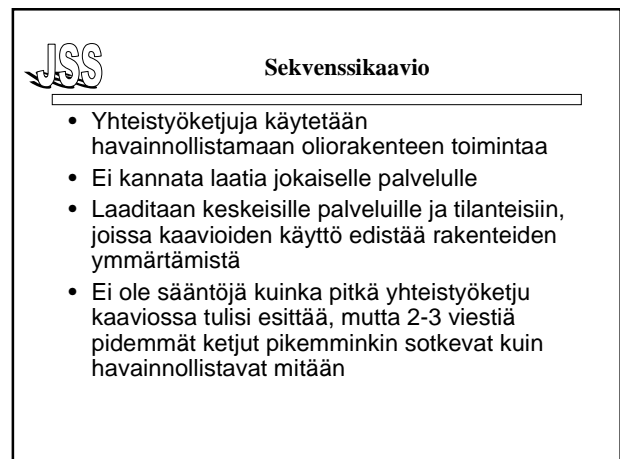 JSS
Sekvenssikaavio
• Yhteistyöketjuja käytetään
havainnollistamaan oliorakenteen toimintaa
• Ei kannata laatia jokaiselle palvelulle
• Laaditaan keskeisille palveluille ja tilanteisiin,
joissa kaavioiden käyttö edistää rakenteiden
ymmärtämistä
• Ei ole sääntöjä kuinka pitkä yhteistyöketju
kaaviossa tulisi esittää, mutta 2-3 viestiä
pidemmät ketjut pikemminkin sotkevat kuin
havainnollistavat mitään